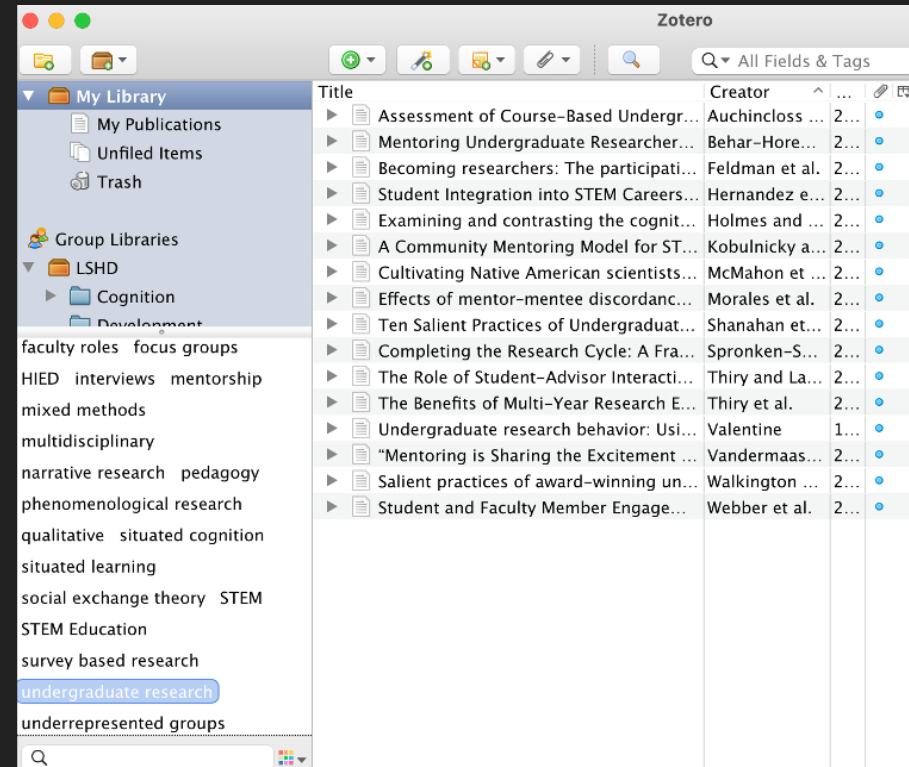 Zotero
All Fields & Tags
My Library
My Publications
Unfiled Items
Trash
Group Libraries
LSHD
Cognition
Development
faculty roles focus groups
HIED interviews mentorship
mixed methods
multidisciplinary
narrative research pedagogy
phenomenological research
qualitative situated cognition
situated learning
social exchange theory STEM
STEM Education
survey based research
undergraduate research
underrepresented groups
Title Creator ...
Assessment of Course-Based Undergr... Auchincloss ... 2...
Mentoring Undergraduate Researcher... Behar-Hore... 2...
Becoming researchers: The participati... Feldman et al. 2...
Student Integration into STEM Careers... Hernandez e... 2...
Examining and contrasting the cognit... Holmes and ... 2...
A Community Mentoring Model for ST... Kobulnicky a... 2...
Cultivating Native American scientists... McMahon et ... 2...
Effects of mentor-mentee discordanc... Morales et al. 2...
Ten Salient Practices of Undergraduat... Shanahan et... 2...
Completing the Research Cycle: A Fra... Spronken-S... 2...
The Role of Student-Advisor Interacti... Thiry and La... 2...
The Benefits of Multi-Year Research E... Thiry et al. 2...
Undergraduate research behavior: Usi... Valentine 1...
“Mentoring is Sharing the Excitement ... Vandermaas... 2...
Salient practices of award-winning un... Walkington ... 2...
Student and Faculty Member Engage... Webber et al. 2...